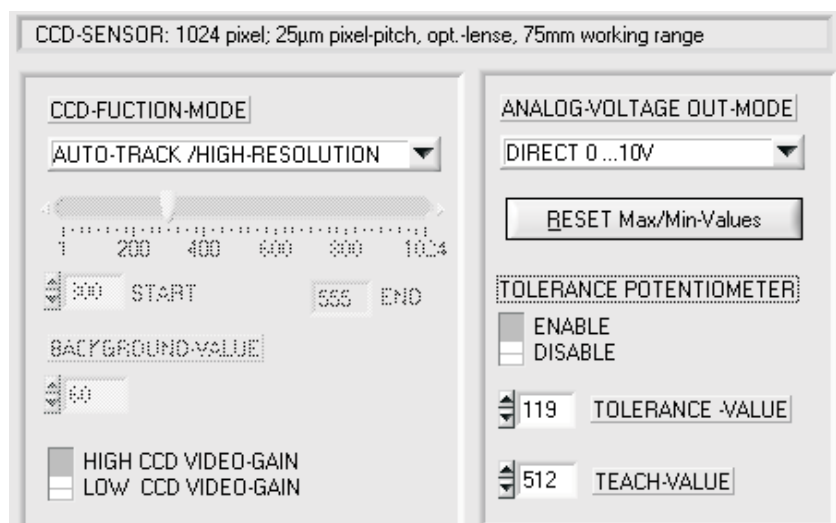 CCD-SENSOR: 1024 pixel; 25µm pixel-pitch, opt.-lense, 75mm working range
CCD-FUCTION-MODE
AUTO-TRACK /HIGH-RESOLUTION
1 200 400 600 800 1024
300 START 555 END
BACKGROUND-VALUE
60
HIGH CCD VIDEO-GAIN
LOW CCD VIDEO-GAIN
ANALOG-VOLTAGE OUT-MODE
DIRECT 0...10V
RESET Max/Min-Values
TOLERANCE POTENTIOMETER
ENABLE
DISABLE
119 TOLERANCE -VALUE
512 TEACH-VALUE